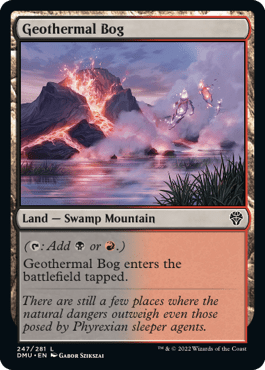 Geothermal Bog
Land — Swamp Mountain
(: Add or .)
Geothermal Bog enters the
battlefield tapped.
There are still a few places where the
natural dangers outweigh even those
posed by Phyrexian sleeper agents.
247/281 L
DMU • EN Gabor Szikszai
™ & © 2022 Wizards of the Coast